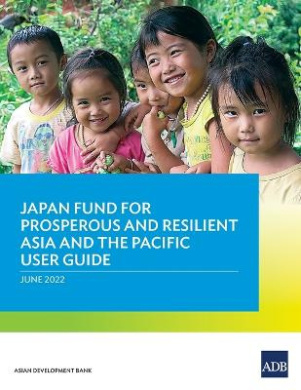 JAPAN FUND FOR
PROSPEROUS AND RESILIENT
ASIA AND THE PACIFIC
USER GUIDE
JUNE 2022
ASIAN DEVELOPMENT BANK
ADB